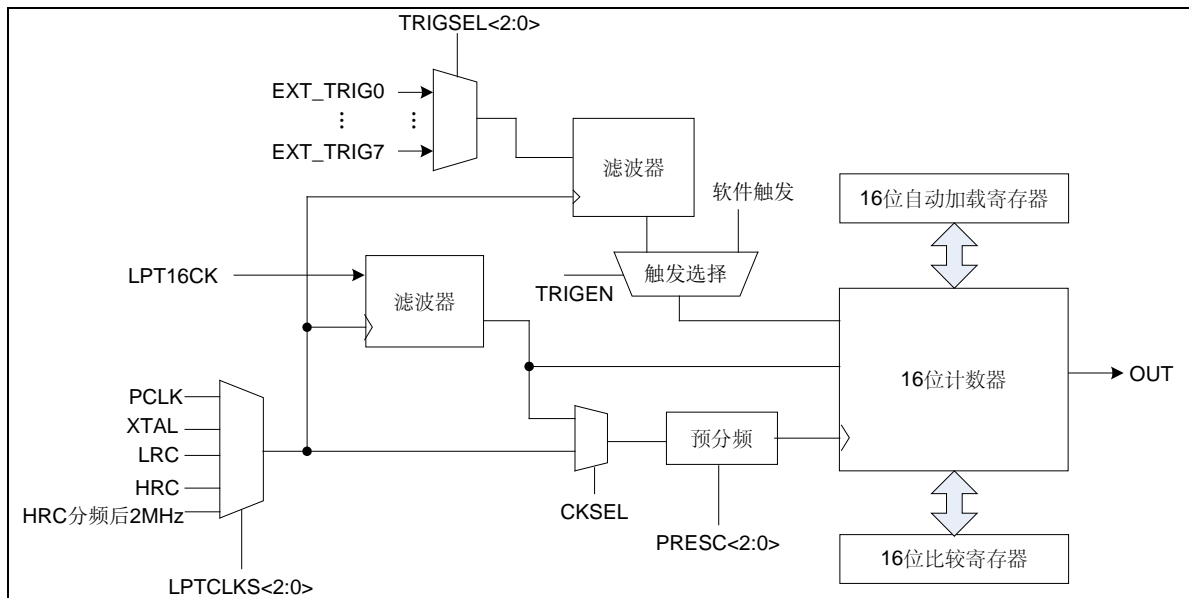 TRIGSEL<2:0>
EXT_TRIG0
EXT_TRIG7
滤波器
软件触发
16位自动加载寄存器
LPT16CK
滤波器
触发选择
TRIGEN
16位计数器
OUT
PCLK
XTAL
LRC
HRC
HRC分频后2MHz
预分频
CKSEL
PRESC<2:0>
16位比较寄存器
LPTCLKS<2:0>